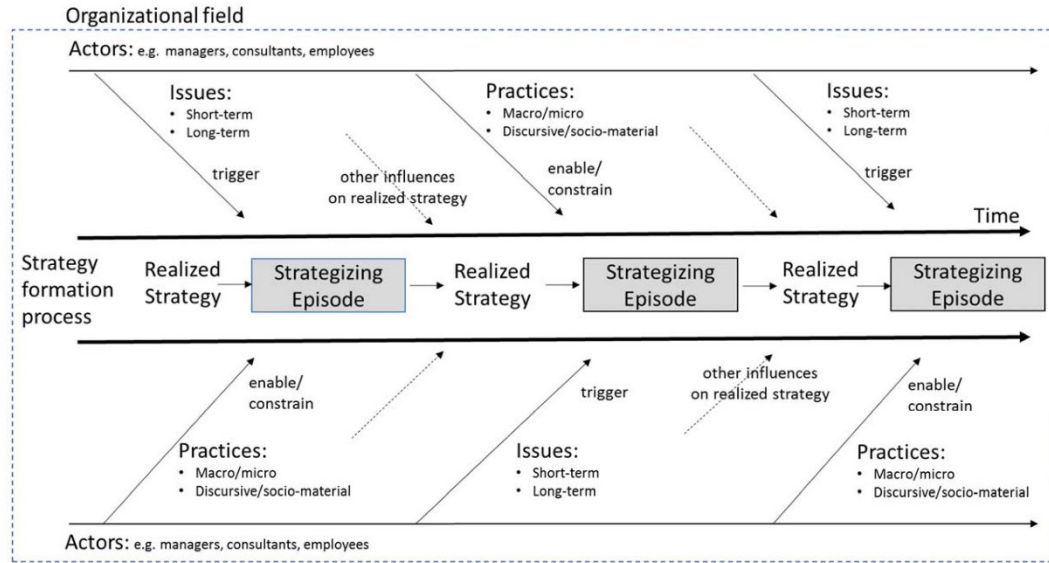 Organizational field
Actors: e.g. managers, consultants, employees
Issues:
• Short-term
• Long-term
trigger
other influences
on realized strategy
Practices:
• Macro/micro
• Discursive/socio-material
enable/
constrain
Issues:
• Short-term
• Long-term
trigger
Time
Strategy
formation
process
Realized
Strategy
Strategizing
Episode
Realized
Strategy
Strategizing
Episode
Realized
Strategy
Strategizing
Episode
enable/
constrain
Practices:
• Macro/micro
• Discursive/socio-material
trigger
Issues:
• Short-term
• Long-term
other influences
on realized strategy
enable/
constrain
Practices:
• Macro/micro
• Discursive/socio-material
Actors: e.g. managers, consultants, employees